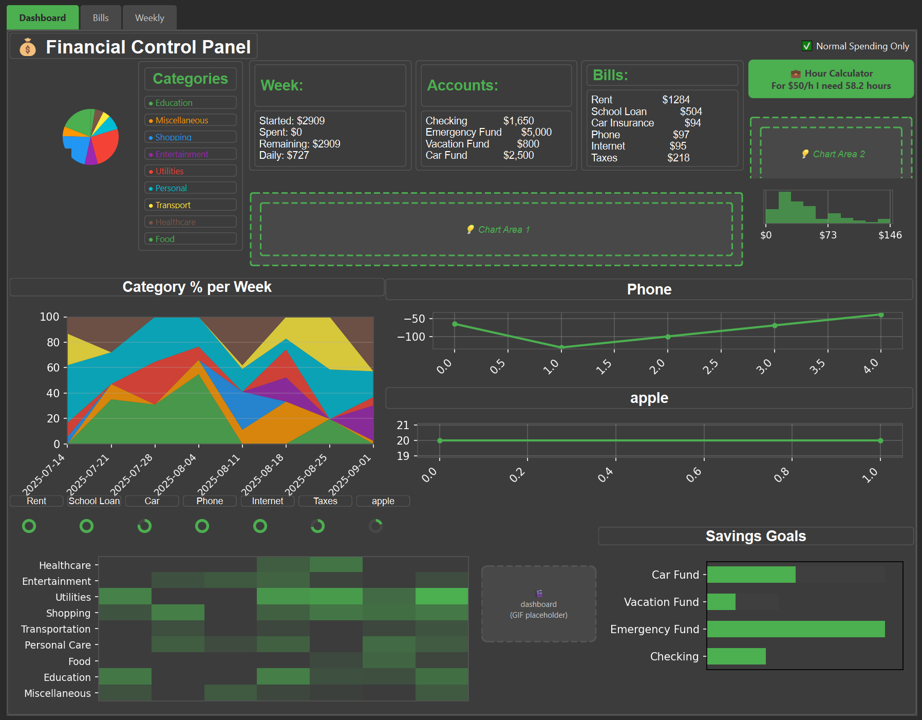 Dashboard
Bills
Weekly
Financial Control Panel
Normal Spending Only
Categories
Education
Miscellaneous
Shopping
Entertainment
Utilities
Personal
Transport
Healthcare
Food
Week:
Started: $2909
Spent: $0
Remaining: $2909
Daily: $727
Accounts:
Checking $1,650
Emergency Fund $5,000
Vacation Fund $800
Car Fund $2,500
Bills:
Rent $1284
School Loan $504
Car Insurance $94
Phone $97
Internet $95
Taxes $218
Hour Calculator
For $50/h I need 58.2 hours
Chart Area 2
Chart Area 1
$0 $73 $146
Category % per Week
100
80
60
40
20
0
2025-07-14 2025-07-21 2025-07-28 2025-08-04 2025-08-11 2025-08-18 2025-08-25 2025-09-01
Phone
−50
−100
0.0 0.5 1.0 1.5 2.0 2.5 3.0 3.5 4.0
apple
21
20
19
0.0 0.2 0.4 0.6 0.8 1.0
Rent School Loan Car Phone Internet Taxes apple
Healthcare
Entertainment
Utilities
Shopping
Transportation
Personal Care
Food
Education
Miscellaneous
dashboard
(GIF placeholder)
Savings Goals
Car Fund
Vacation Fund
Emergency Fund
Checking